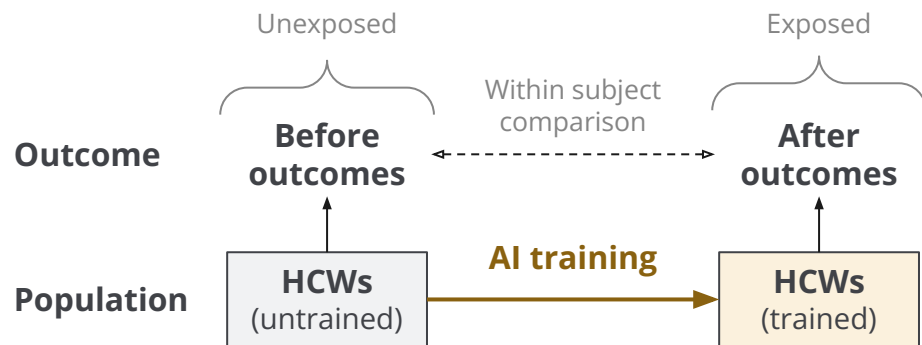 Unexposed
Exposed
Within subject
comparison
Outcome
Before
outcomes
After
outcomes
AI training
Population
HCWs
(untrained)
HCWs
(trained)